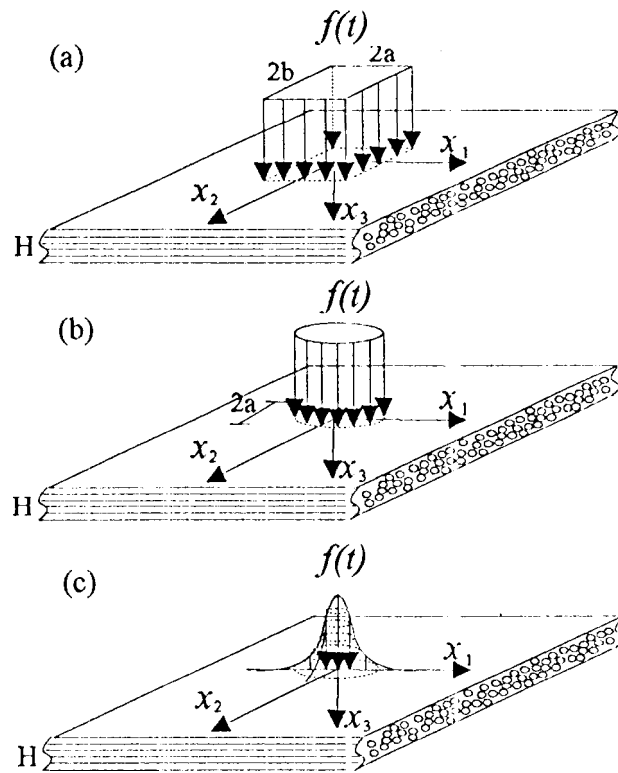 f(t)
(a)
2b 2a
x₁
x₂
x₃
H
f(t)
(b)
2a
x₁
x₂
x₃
H
f(t)
(c)
x₁
x₂
x₃
H